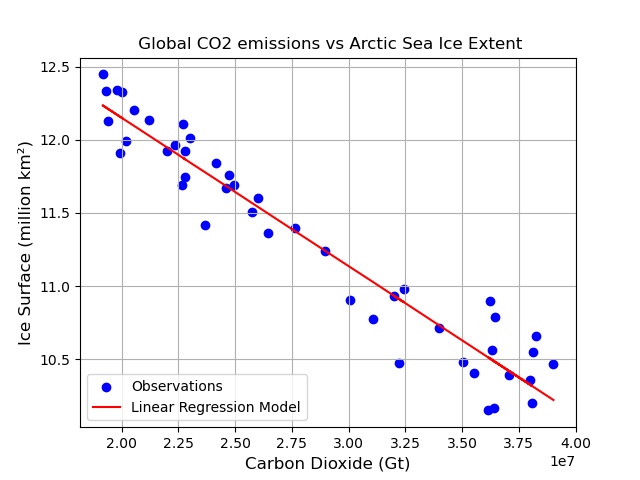 Global CO2 emissions vs Arctic Sea Ice Extent
Ice Surface (million km²)
12.5
12.0
11.5
11.0
10.5
Observations
Linear Regression Model
2.00 2.25 2.50 2.75 3.00 3.25 3.50 3.75 4.00
1e7
Carbon Dioxide (Gt)